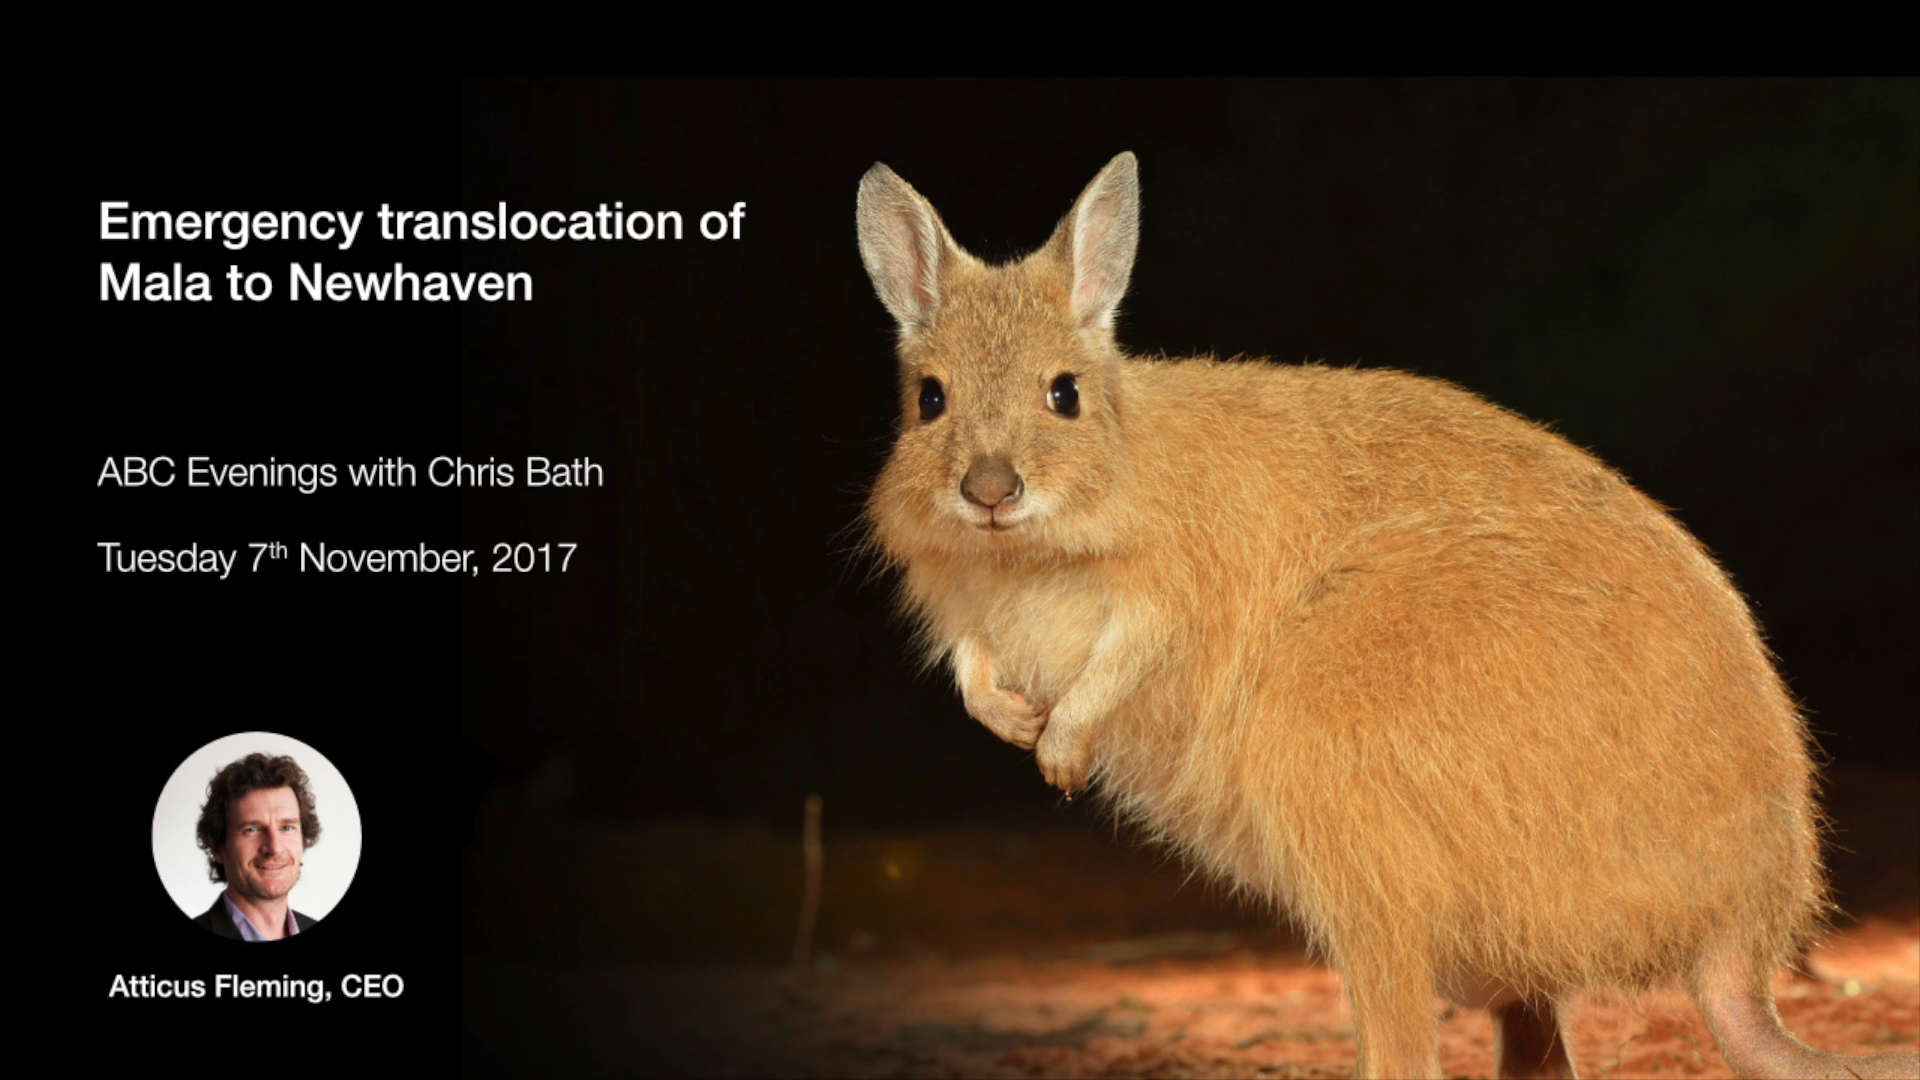 Emergency translocation of
Mala to Newhaven
ABC Evenings with Chris Bath
Tuesday 7th November, 2017
Atticus Fleming, CEO